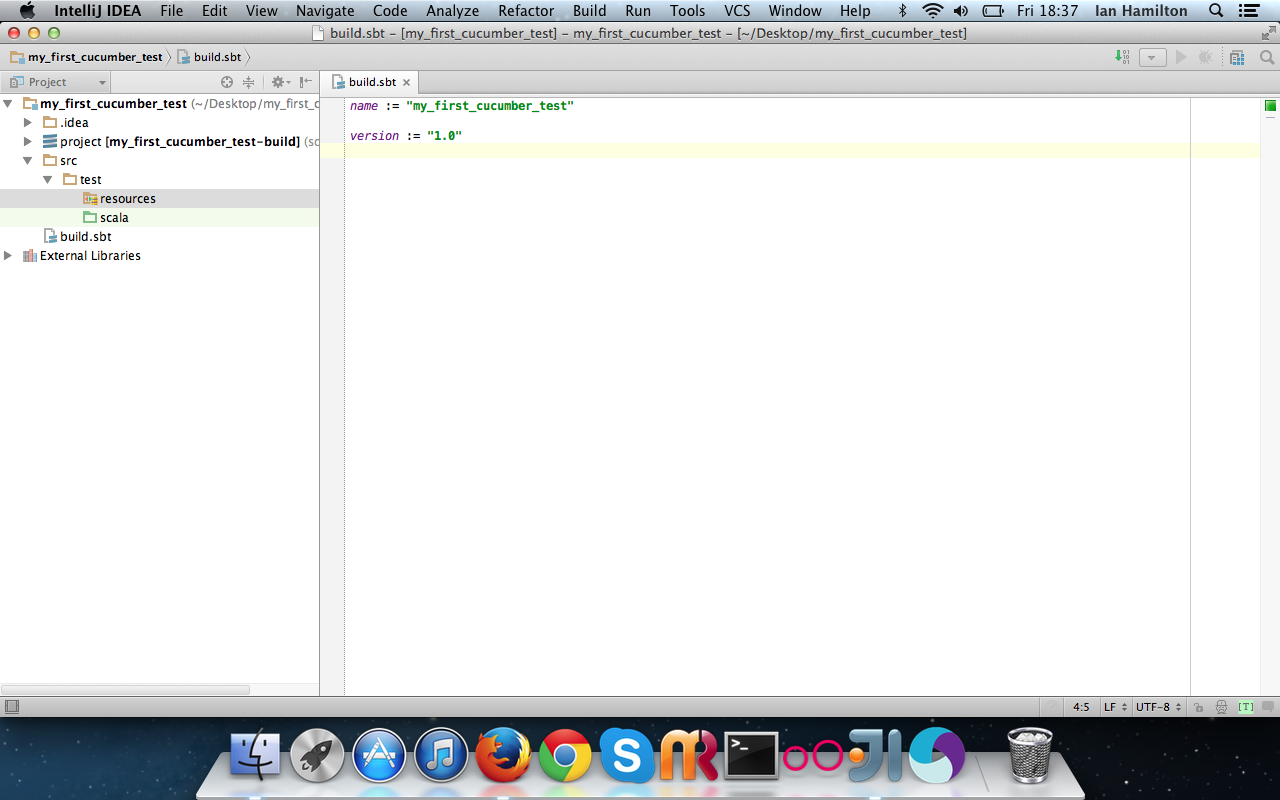 IntelliJ IDEA File Edit View Navigate Code Analyze Refactor Build Run Tools VCS Window Help Fri 18:37 Ian Hamilton
build.sbt – [my_first_cucumber_test] – my_first_cucumber_test – [~/Desktop/my_first_cucumber_test]
my_first_cucumber_test build.sbt
Project build.sbt
my_first_cucumber_test (~/Desktop/my_first_c
.idea
project [my_first_cucumber_test-build] (sc
src
test
resources
scala
build.sbt
External Libraries
name := "my_first_cucumber_test"
version := "1.0"
4:5 LF UTF-8 [T]